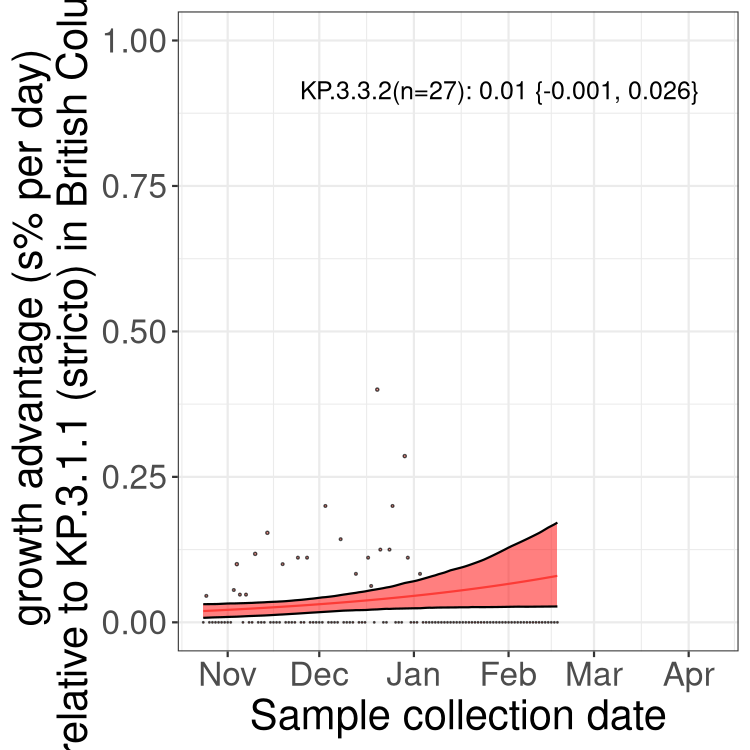 growth advantage (s% per day)
relative to KP.3.1.1 (stricto) in British Colu
1.00
0.75
0.50
0.25
0.00
KP.3.3.2(n=27): 0.01 {-0.001, 0.026}
Nov Dec Jan Feb Mar Apr
Sample collection date